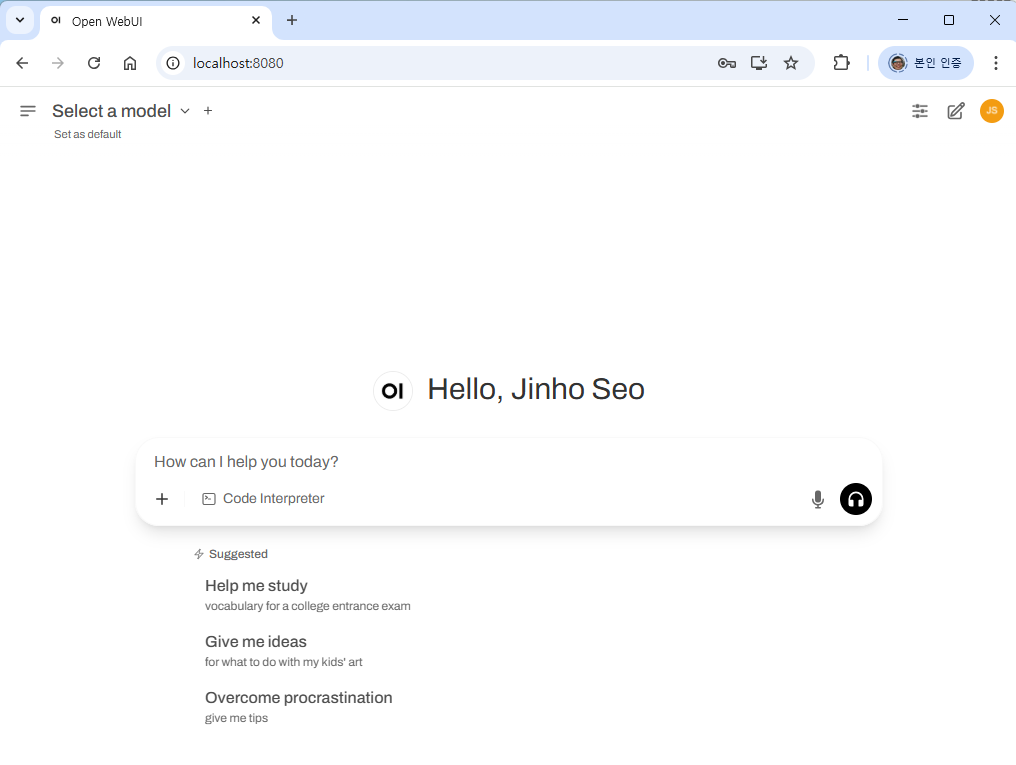 OI Open WebUI
localhost:8080
본인 인증
Select a model
JS
Set as default
OI Hello, Jinho Seo
How can I help you today?
Code Interpreter
Suggested
Help me study
vocabulary for a college entrance exam
Give me ideas
for what to do with my kids' art
Overcome procrastination
give me tips